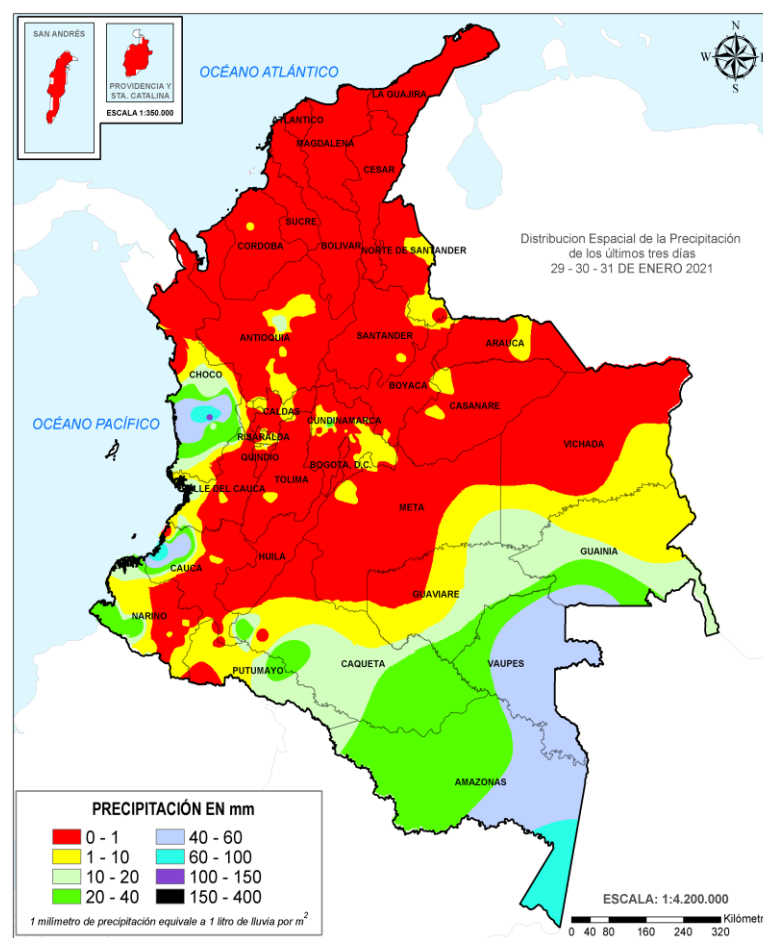 SAN ANDRÉS
PROVIDENCIA Y
STA. CATALINA
ESCALA 1:350.000
OCÉANO ATLÁNTICO
N
W
S
LA GUAJIRA
ATLANTICO
MAGDALENA
CESAR
SUCRE
CORDOBA
BOLIVAR
NORTE DE SANTANDER
Distribucion Espacial de la Precipitación
de los últimos tres días
29 - 30 - 31 DE ENERO 2021
ANTIOQUIA
SANTANDER
ARAUCA
CHOCO
BOYACA
CASANARE
CALDAS
CUNDINAMARCA
OCÉANO PACÍFICO
RISARALDA
VICHADA
QUINDIO
BOGOTA, D.C.
VALLE DEL CAUCA
TOLIMA
META
GUAINIA
HUILA
CAUCA
GUAVIARE
NARINO
CAQUETA
VAUPES
PUTUMAYO
AMAZONAS
PRECIPITACIÓN EN mm
0 - 1
40 - 60
1 - 10
60 - 100
10 - 20
100 - 150
20 - 40
150 - 400
1 milímetro de precipitación equivale a 1 litro de lluvia por m2
ESCALA: 1:4.200.000
Kilóm
0 40 80 160 240 320